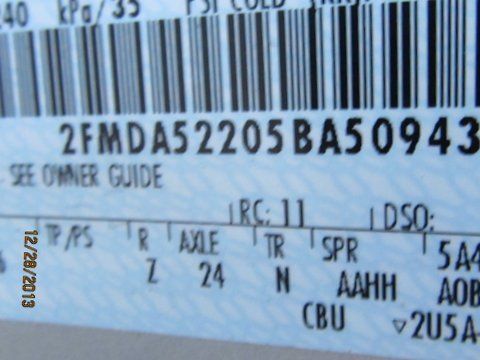 240 kPa/35 PSI COLD
2FMDA52205BA50943
SEE OWNER GUIDE
RC: 11 DSO:
TP/PS R AXLE TR SPR 5A4
Z 24 N AAHH AOB
CBU ▽2U5A-
12/28/2013